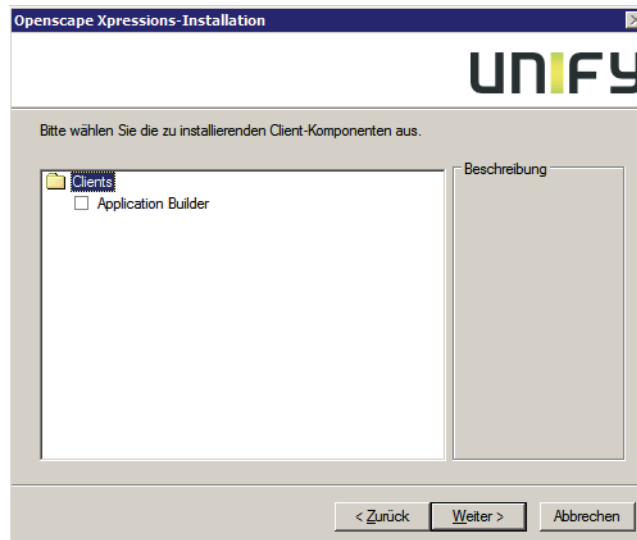 Openscape Xpressions-Installation
UNIFY
Bitte wählen Sie die zu installierenden Client-Komponenten aus.
Clients
Application Builder
Beschreibung
< Zurück
Weiter >
Abbrechen